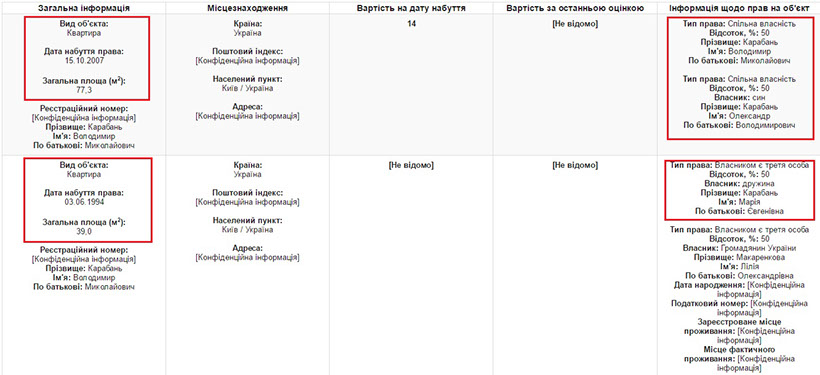 Загальна інформація
Місцезнаходження
Вартість на дату набуття
Вартість за останньою оцінкою
Інформація щодо прав на об'єкт
Вид об'єкта:
Квартира
Дата набуття права:
15.10.2007
Загальна площа (м²):
77,3
Реєстраційний номер:
[Конфіденційна інформація]
Прізвище: Карабань
Ім'я: Володимир
По батькові: Миколайович
Країна:
Україна
Поштовий індекс:
[Конфіденційна інформація]
Населений пункт:
Київ / Україна
Адреса:
[Конфіденційна інформація]
14
[Не відомо]
Тип права: Спільна власність
Відсоток, %: 50
Прізвище: Карабань
Ім'я: Володимир
По батькові: Миколайович
Тип права: Спільна власність
Відсоток, %: 50
Власник: син
Прізвище: Карабань
Ім'я: Олександр
По батькові: Володимирович
Вид об'єкта:
Квартира
Дата набуття права:
03.06.1994
Загальна площа (м²):
39,0
Реєстраційний номер:
[Конфіденційна інформація]
Прізвище: Карабань
Ім'я: Володимир
По батькові: Миколайович
Країна:
Україна
Поштовий індекс:
[Конфіденційна інформація]
Населений пункт:
Київ / Україна
Адреса:
[Конфіденційна інформація]
[Не відомо]
[Не відомо]
Тип права: Власником є третя особа
Відсоток, %: 50
Власник: дружина
Прізвище: Карабань
Ім'я: Марія
По батькові: Євгенівна
Тип права: Власником є третя особа
Відсоток, %: 50
Власник: Громадянин України
Прізвище: Макаренкова
Ім'я: Лілія
По батькові: Олександрівна
Дата народження: [Конфіденційна
інформація]
Податковий номер: [Конфіденційна
інформація]
Зареєстроване місце
проживання: [Конфіденційна
інформація]
Місце фактичного
проживання: [Конфіденційна
інформація]